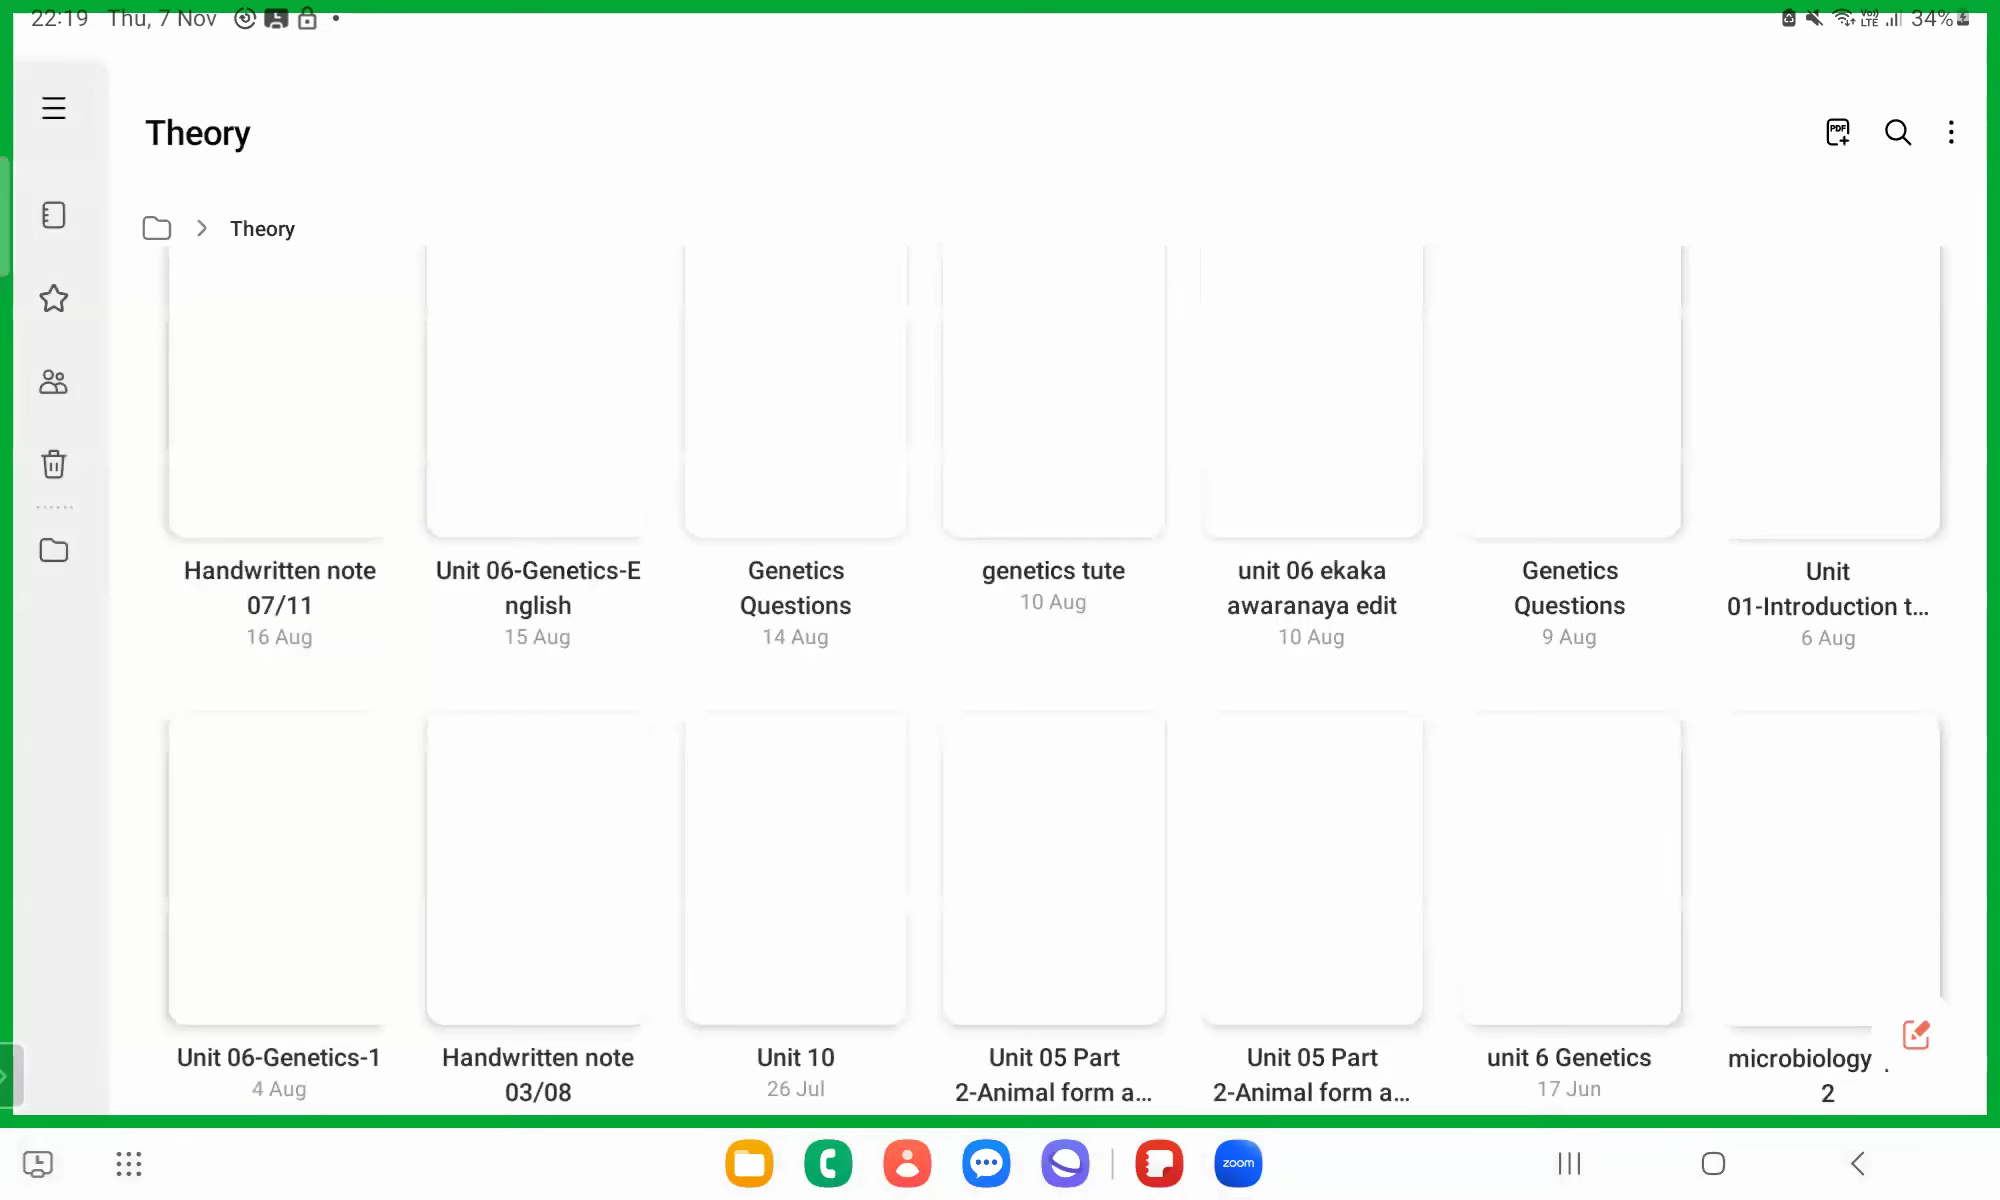 22:19 Thu, 7 Nov
Vo)) LTE 34%
Theory
PDF
Theory
Handwritten note 07/11
16 Aug
Unit 06-Genetics-E
nglish
15 Aug
Genetics
Questions
14 Aug
genetics tute
10 Aug
unit 06 ekaka
awaranaya edit
10 Aug
Genetics
Questions
9 Aug
Unit
01-Introduction t...
6 Aug
Unit 06-Genetics-1
4 Aug
Handwritten note
03/08
Unit 10
26 Jul
Unit 05 Part
2-Animal form a...
Unit 05 Part
2-Animal form a...
unit 6 Genetics
17 Jun
microbiology
2
zoom